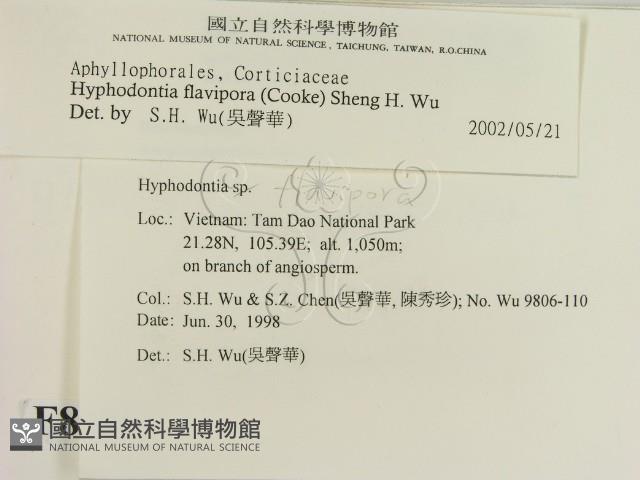 國立自然科學博物館
NATIONAL MUSEUM OF NATURAL SCIENCE, TAICHUNG, TAIWAN, R.O.CHINA
Aphyllophorales, Corticiaceae
Hyphodontia flavipora (Cooke) Sheng H. Wu
Det. by S.H. Wu(吳聲華)
2002/05/21
Hyphodontia sp. flavipora
Loc.: Vietnam: Tam Dao National Park
21.28N, 105.39E; alt. 1,050m;
on branch of angiosperm.
Col.: S.H. Wu & S.Z. Chen(吳聲華, 陳秀珍); No. Wu 9806-110
Date: Jun. 30, 1998
Det.: S.H. Wu(吳聲華)
F8
國立自然科學博物館
NATIONAL MUSEUM OF NATURAL SCIENCE